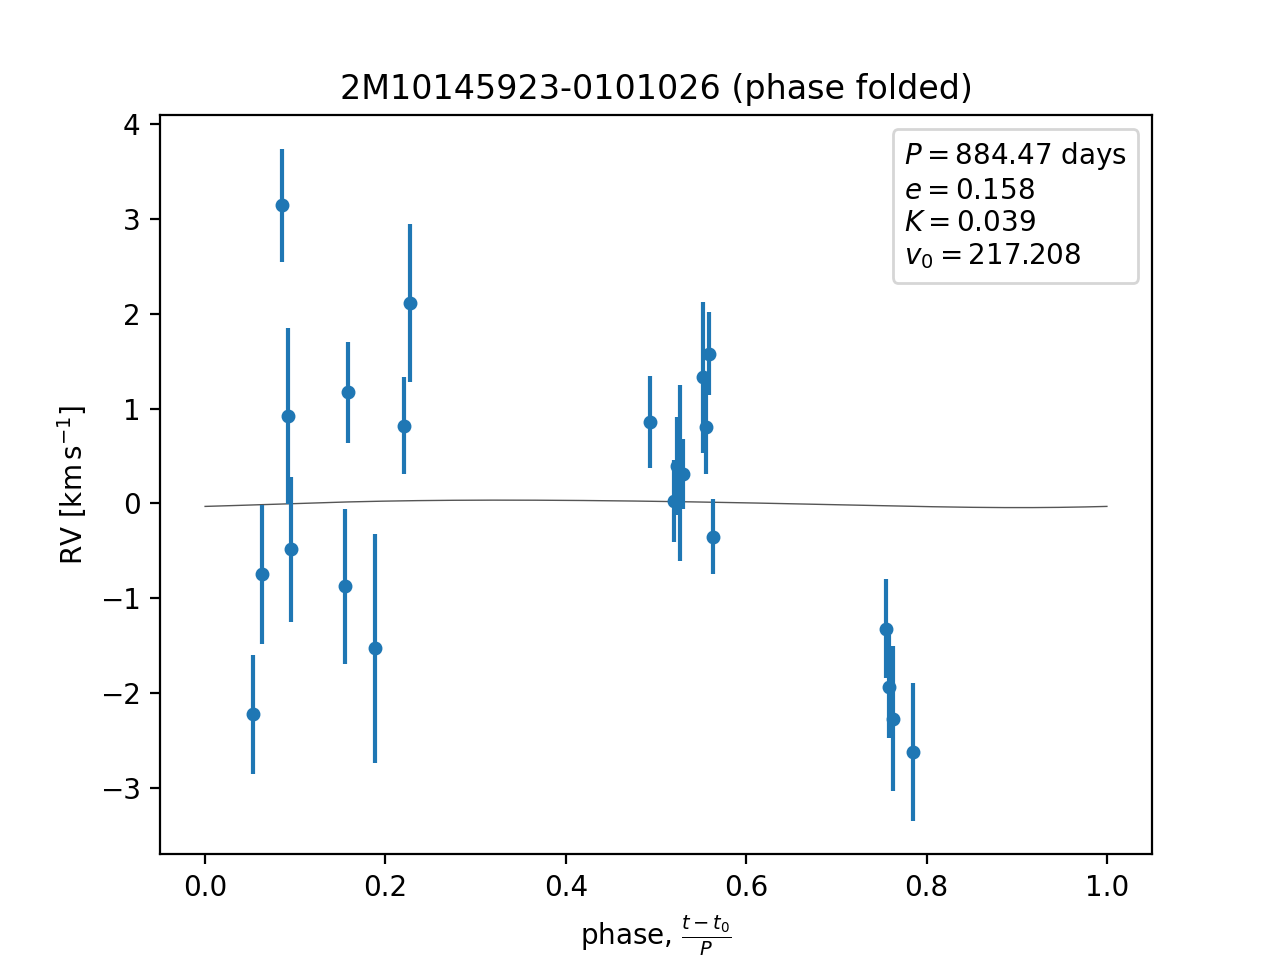 2M10145923-0101026 (phase folded)
P = 884.47 days
e = 0.158
K = 0.039
v₀ = 217.208
4
3
2
1
0
−1
−2
−3
RV [km s⁻¹]
0.0 0.2 0.4 0.6 0.8 1.0
phase, (t − t₀)/P